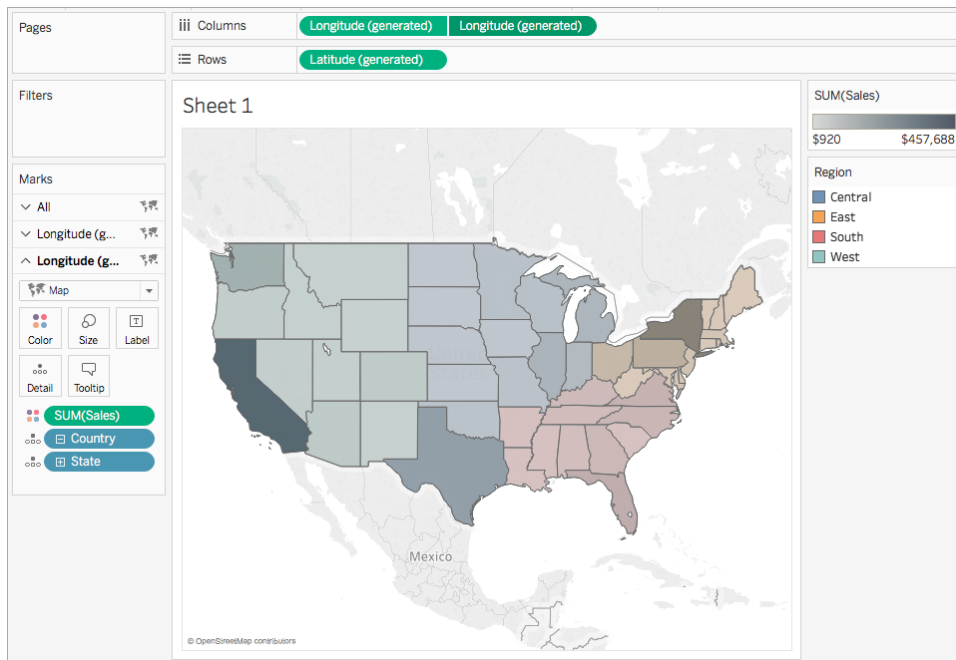 Pages
Columns
Longitude (generated)
Longitude (generated)
Rows
Latitude (generated)
Filters
Sheet 1
SUM(Sales)
$920
$457,688
Marks
Region
All
Central
Longitude (g...
East
Longitude (g...
South
West
Map
Color
Size
Label
Detail
Tooltip
SUM(Sales)
Country
State
United
States
Mexico
© OpenStreetMap contributors